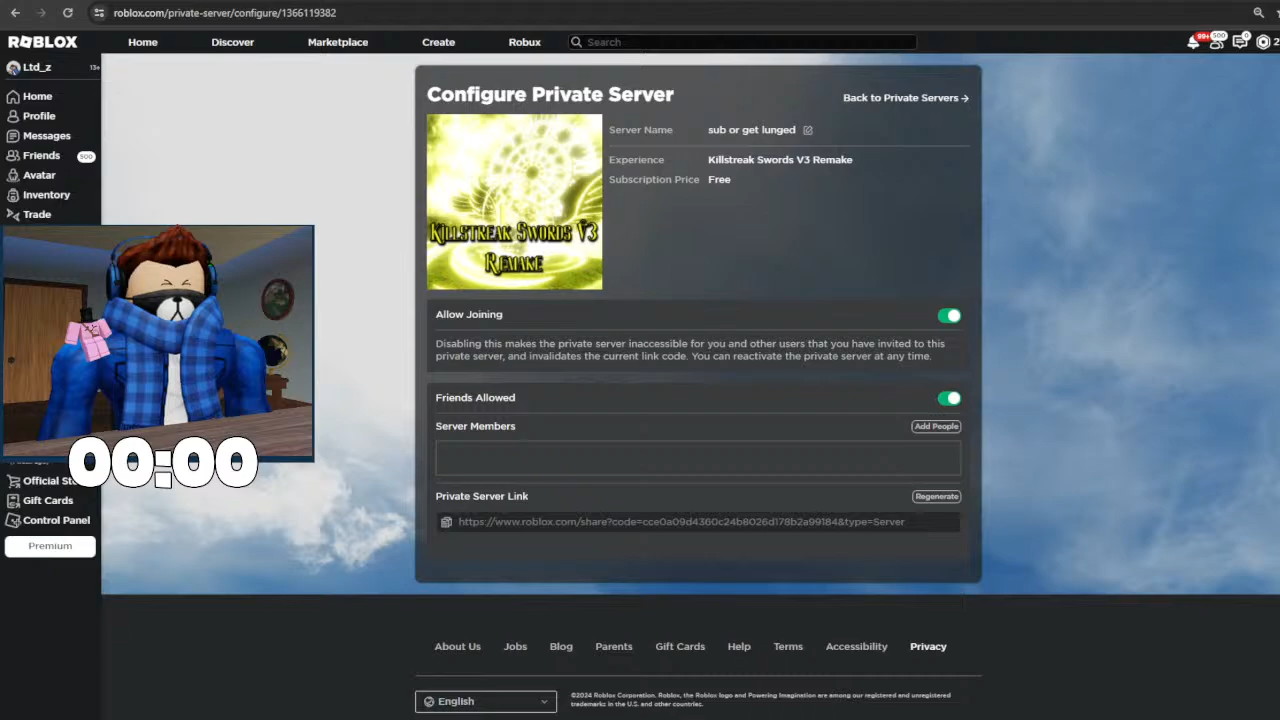 roblox.com/private-server/configure/1366119382
ROBLOX
Home
Discover
Marketplace
Create
Robux
Search
99+
500
0
2
Ltd_z
13+
Home
Profile
Messages
Friends
500
Avatar
Inventory
Trade
00:00
Official St
Gift Cards
Control Panel
Premium
Configure Private Server
Back to Private Servers
KILLSTREAK SWORDS V3
REMAKE
Server Name
sub or get lunged
Experience
Killstreak Swords V3 Remake
Subscription Price
Free
Allow Joining
Disabling this makes the private server inaccessible for you and other users that you have invited to this
private server, and invalidates the current link code. You can reactivate the private server at any time.
Friends Allowed
Server Members
Add People
Private Server Link
Regenerate
https://www.roblox.com/share?code=cce0a09d4360c24b8026d178b2a99184&type=Server
About Us
Jobs
Blog
Parents
Gift Cards
Help
Terms
Accessibility
Privacy
English
©2024 Roblox Corporation. Roblox, the Roblox logo and Powering Imagination are among our registered and unregistered
trademarks in the U.S. and other countries.